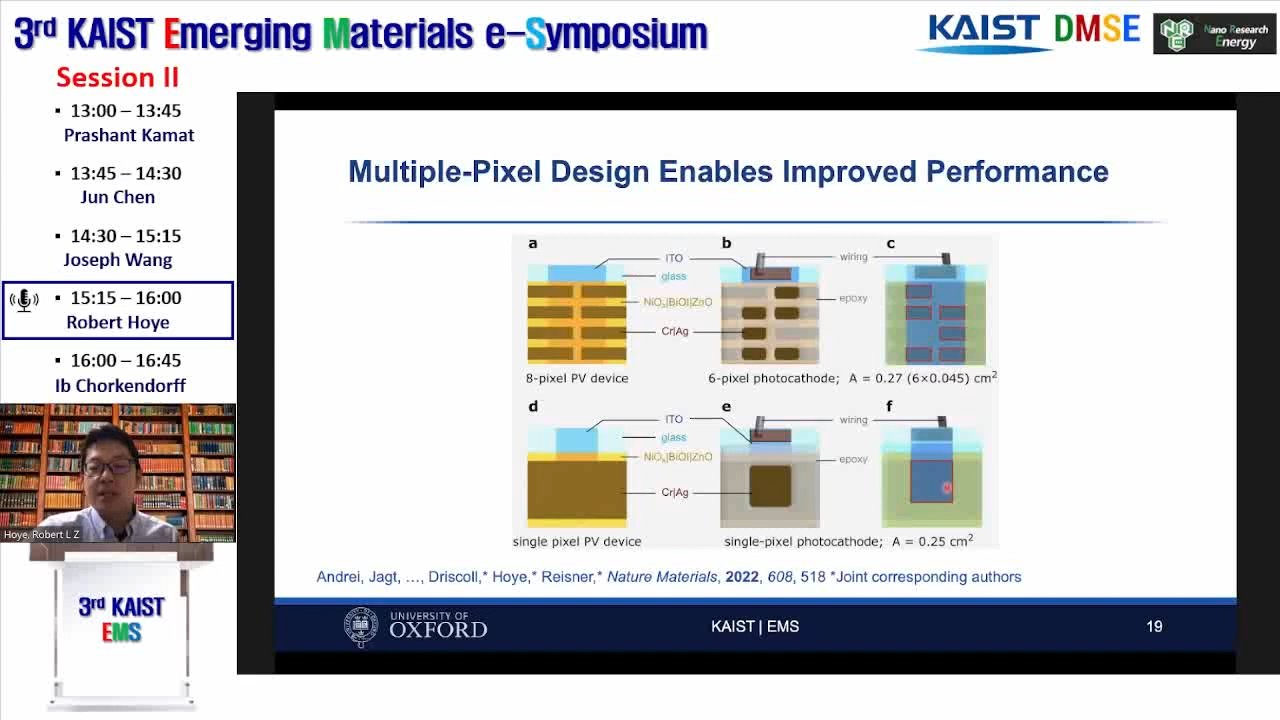 3rd KAIST Emerging Materials e-Symposium
KAIST DMSE
NRE Nano Research
Energy
Session II
▪ 13:00 – 13:45
Prashant Kamat
▪ 13:45 – 14:30
Jun Chen
▪ 14:30 – 15:15
Joseph Wang
▪ 15:15 – 16:00
Robert Hoye
▪ 16:00 – 16:45
Ib Chorkendorff
Hoye, Robert L Z
3rd KAIST
EMS
Multiple-Pixel Design Enables Improved Performance
a b c
ITO wiring
glass
NiOₓ|BiOI|ZnO epoxy
Cr|Ag
8-pixel PV device 6-pixel photocathode; A = 0.27 (6×0.045) cm²
d e f
ITO wiring
glass
NiOₓ|BiOI|ZnO epoxy
Cr|Ag
single pixel PV device single-pixel photocathode; A = 0.25 cm²
Andrei, Jagt, …, Driscoll,* Hoye,* Reisner,* Nature Materials, 2022, 608, 518 *Joint corresponding authors
UNIVERSITY OF
OXFORD
KAIST | EMS
19